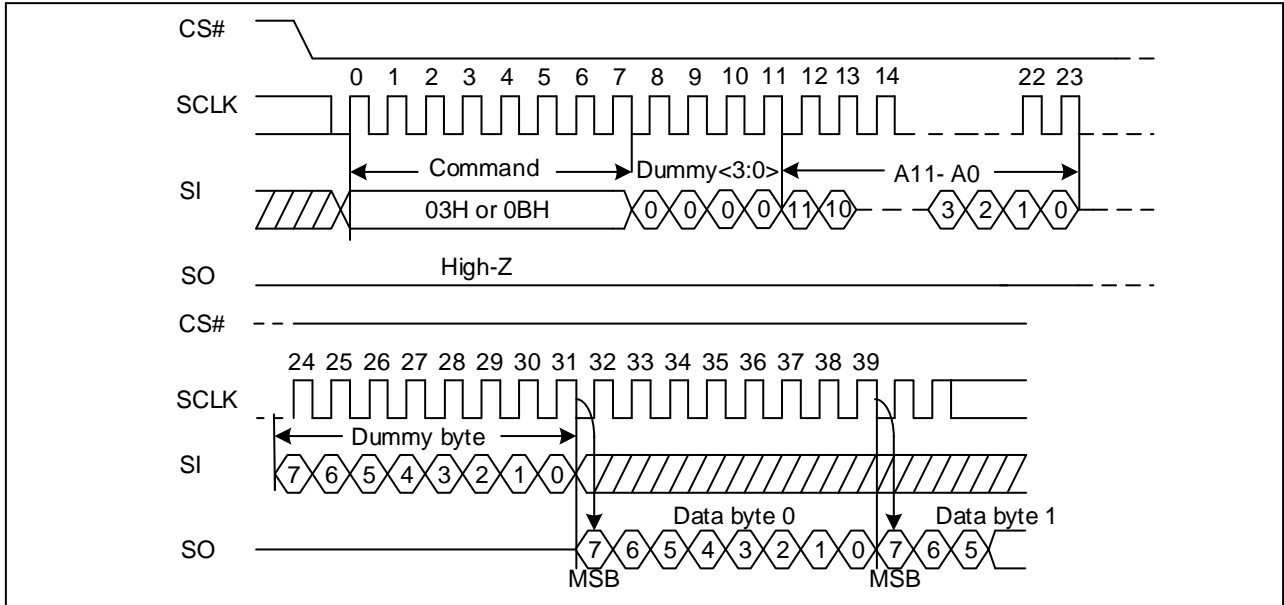 CS#
0 1 2 3 4 5 6 7 8 9 10 11 12 13 14 22 23
SCLK
Command Dummy<3:0> A11- A0
SI
03H or 0BH 0 0 0 0 11 10 3 2 1 0
High-Z
SO
CS#
24 25 26 27 28 29 30 31 32 33 34 35 36 37 38 39
SCLK
Dummy byte
SI
7 6 5 4 3 2 1 0
Data byte 0 Data byte 1
SO
7 6 5 4 3 2 1 0 7 6 5
MSB MSB